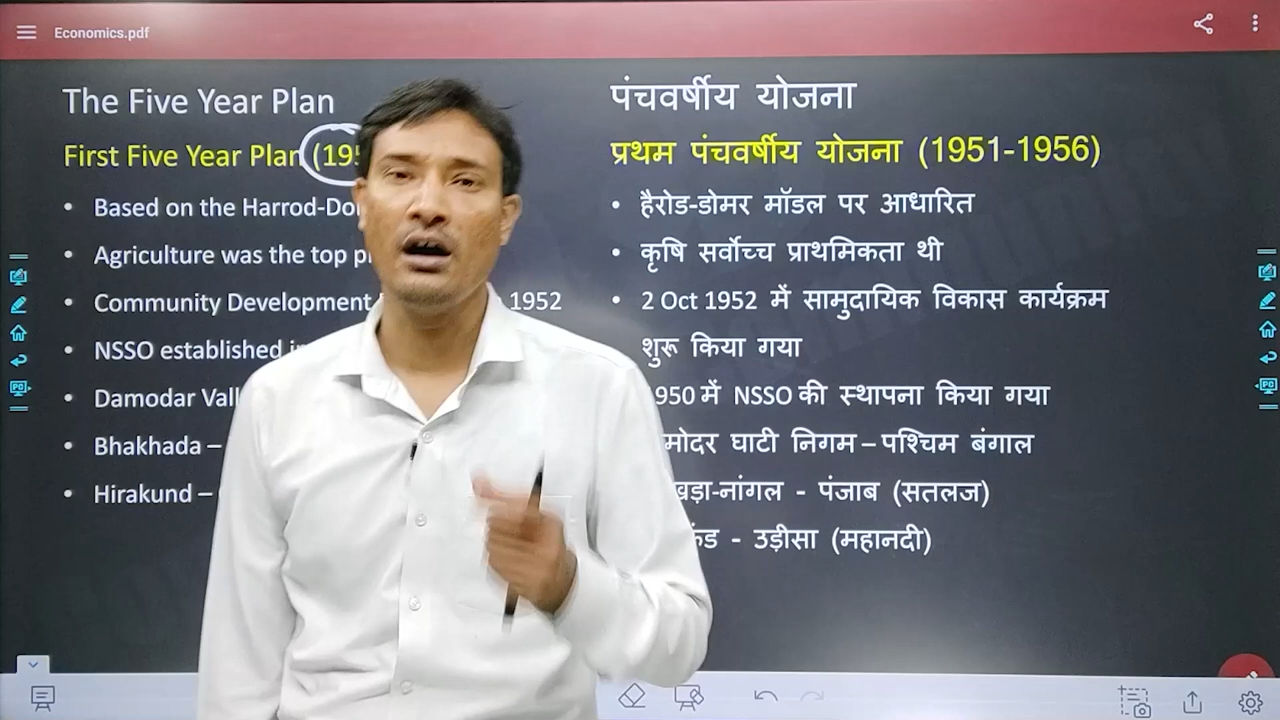 Economics.pdf
The Five Year Plan
First Five Year Plan (195
• Based on the Harrod-Do
• Agriculture was the top p
• Community Development 1952
• NSSO established
• Damodar Vall
• Bhakhada –
• Hirakund –
पंचवर्षीय योजना
प्रथम पंचवर्षीय योजना (1951-1956)
• हैरोड-डोमर मॉडल पर आधारित
• कृषि सर्वोच्च प्राथमिकता थी
• 2 Oct 1952 में सामुदायिक विकास कार्यक्रम
शुरू किया गया
950 में NSSO की स्थापना किया गया
मोदर घाटी निगम – पश्चिम बंगाल
खड़ा-नांगल - पंजाब (सतलज)
कुंड - उड़ीसा (महानदी)